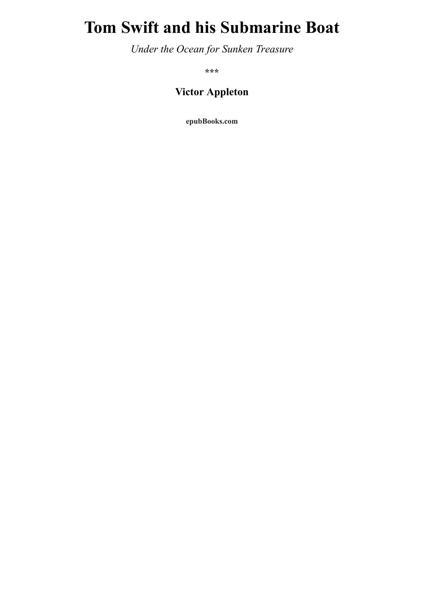 Tom Swift and his Submarine Boat
Under the Ocean for Sunken Treasure
***
Victor Appleton
epubBooks.com